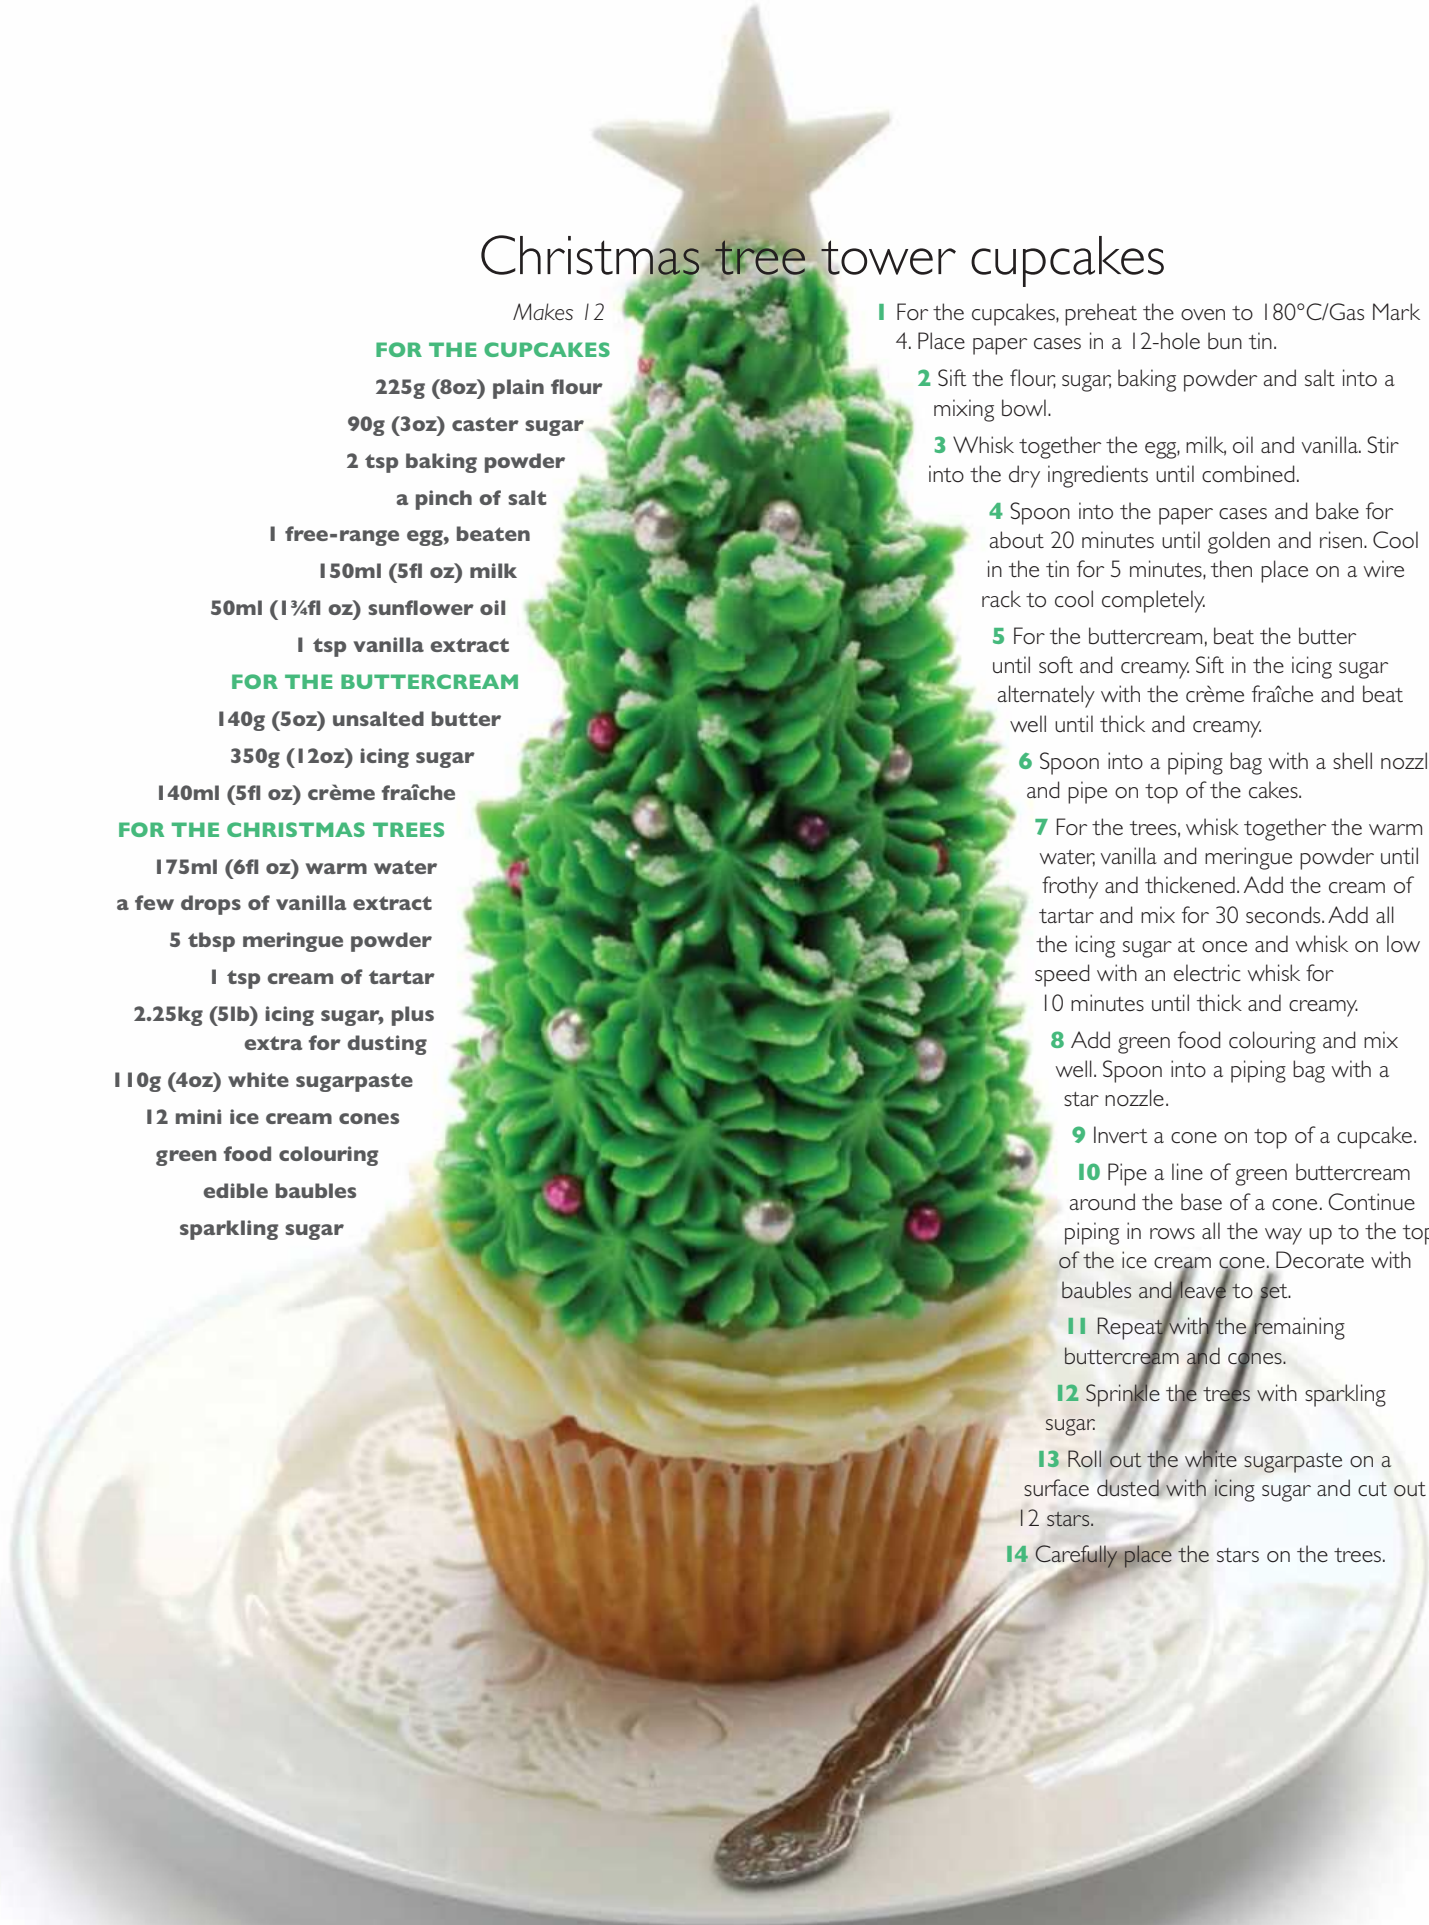 Christmas tree tower cupcakes
Makes 12
FOR THE CUPCAKES
225g (8oz) plain flour
90g (3oz) caster sugar
2 tsp baking powder
a pinch of salt
1 free-range egg, beaten
150ml (5fl oz) milk
50ml (1¾fl oz) sunflower oil
1 tsp vanilla extract
FOR THE BUTTERCREAM
140g (5oz) unsalted butter
350g (12oz) icing sugar
140ml (5fl oz) crème fraîche
FOR THE CHRISTMAS TREES
175ml (6fl oz) warm water
a few drops of vanilla extract
5 tbsp meringue powder
1 tsp cream of tartar
2.25kg (5lb) icing sugar, plus
extra for dusting
110g (4oz) white sugarpaste
12 mini ice cream cones
green food colouring
edible baubles
sparkling sugar
1 For the cupcakes, preheat the oven to 180°C/Gas Mark
4. Place paper cases in a 12-hole bun tin.
2 Sift the flour, sugar, baking powder and salt into a
mixing bowl.
3 Whisk together the egg, milk, oil and vanilla. Stir
into the dry ingredients until combined.
4 Spoon into the paper cases and bake for
about 20 minutes until golden and risen. Cool
in the tin for 5 minutes, then place on a wire
rack to cool completely.
5 For the buttercream, beat the butter
until soft and creamy. Sift in the icing sugar
alternately with the crème fraîche and beat
well until thick and creamy.
6 Spoon into a piping bag with a shell nozzl
and pipe on top of the cakes.
7 For the trees, whisk together the warm
water, vanilla and meringue powder until
frothy and thickened. Add the cream of
tartar and mix for 30 seconds. Add all
the icing sugar at once and whisk on low
speed with an electric whisk for
10 minutes until thick and creamy.
8 Add green food colouring and mix
well. Spoon into a piping bag with a
star nozzle.
9 Invert a cone on top of a cupcake.
10 Pipe a line of green buttercream
around the base of a cone. Continue
piping in rows all the way up to the top
of the ice cream cone. Decorate with
baubles and leave to set.
11 Repeat with the remaining
buttercream and cones.
12 Sprinkle the trees with sparkling
sugar.
13 Roll out the white sugarpaste on a
surface dusted with icing sugar and cut out
12 stars.
14 Carefully place the stars on the trees.